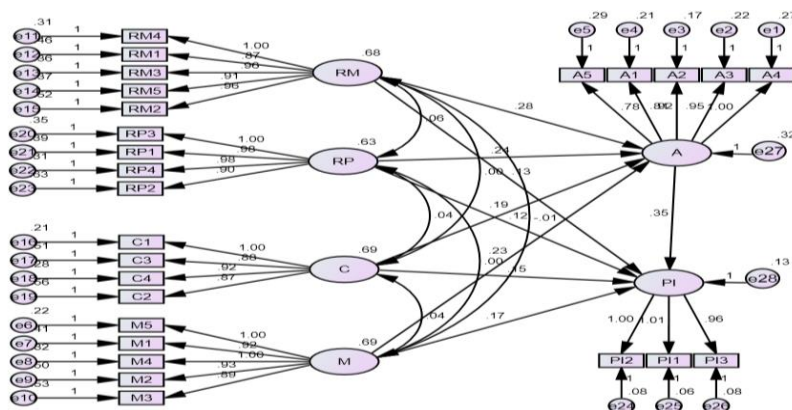 .31
e11 1 RM4
e12 1 RM1
e13 1 RM3
e14 1 RM5
e15 1 RM2
1.00
.87
.96
.91
.96
RM
.68
.35
e20 1 RP3
e21 1 RP1
e22 1 RP4
e23 1 RP2
1.00
.98
.98
.90
RP
.63
.21
e16 1 C1
e17 1 C3
e18 1 C4
e19 1 C2
1.00
.88
.92
.87
C
.69
.22
e6 1 M5
e7 1 M1
e8 1 M4
e9 1 M2
e10 1 M3
1.00
.92
1.00
.93
.89
M
.69
.06
.00
.04
-.01
.00
.04
.28
.24
.19
.23
.13
.12
.15
.17
.35
.29 .21 .17 .22 .27
e5 e4 e3 e2 e1
1 1 1 1 1
A5 A1 A2 A3 A4
.78 .92 .95 1.00
A 1 e27 .32
PI 1 e28 .13
1.00 1.01 .96
PI2 PI1 PI3
1 1 1
.08 .06 .08
e24 e25 e26